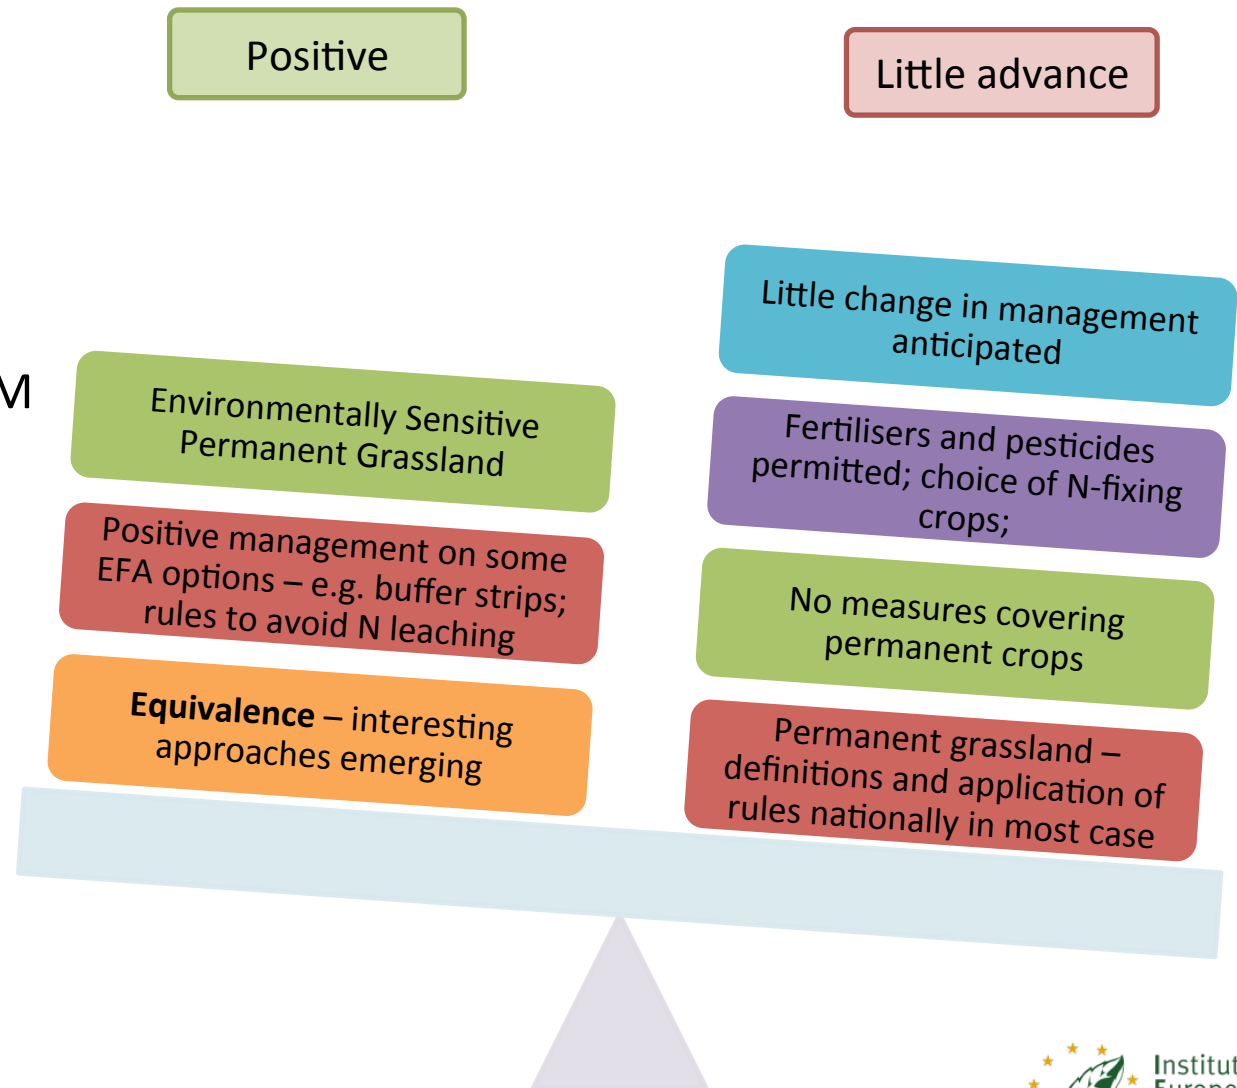 Positive
Little advance
M
Environmentally Sensitive
Permanent Grassland
Positive management on some
EFA options – e.g. buffer strips;
rules to avoid N leaching
Equivalence – interesting
approaches emerging
Little change in management
anticipated
Fertilisers and pesticides
permitted; choice of N-fixing
crops;
No measures covering
permanent crops
Permanent grassland –
definitions and application of
rules nationally in most case
Institut
Europe